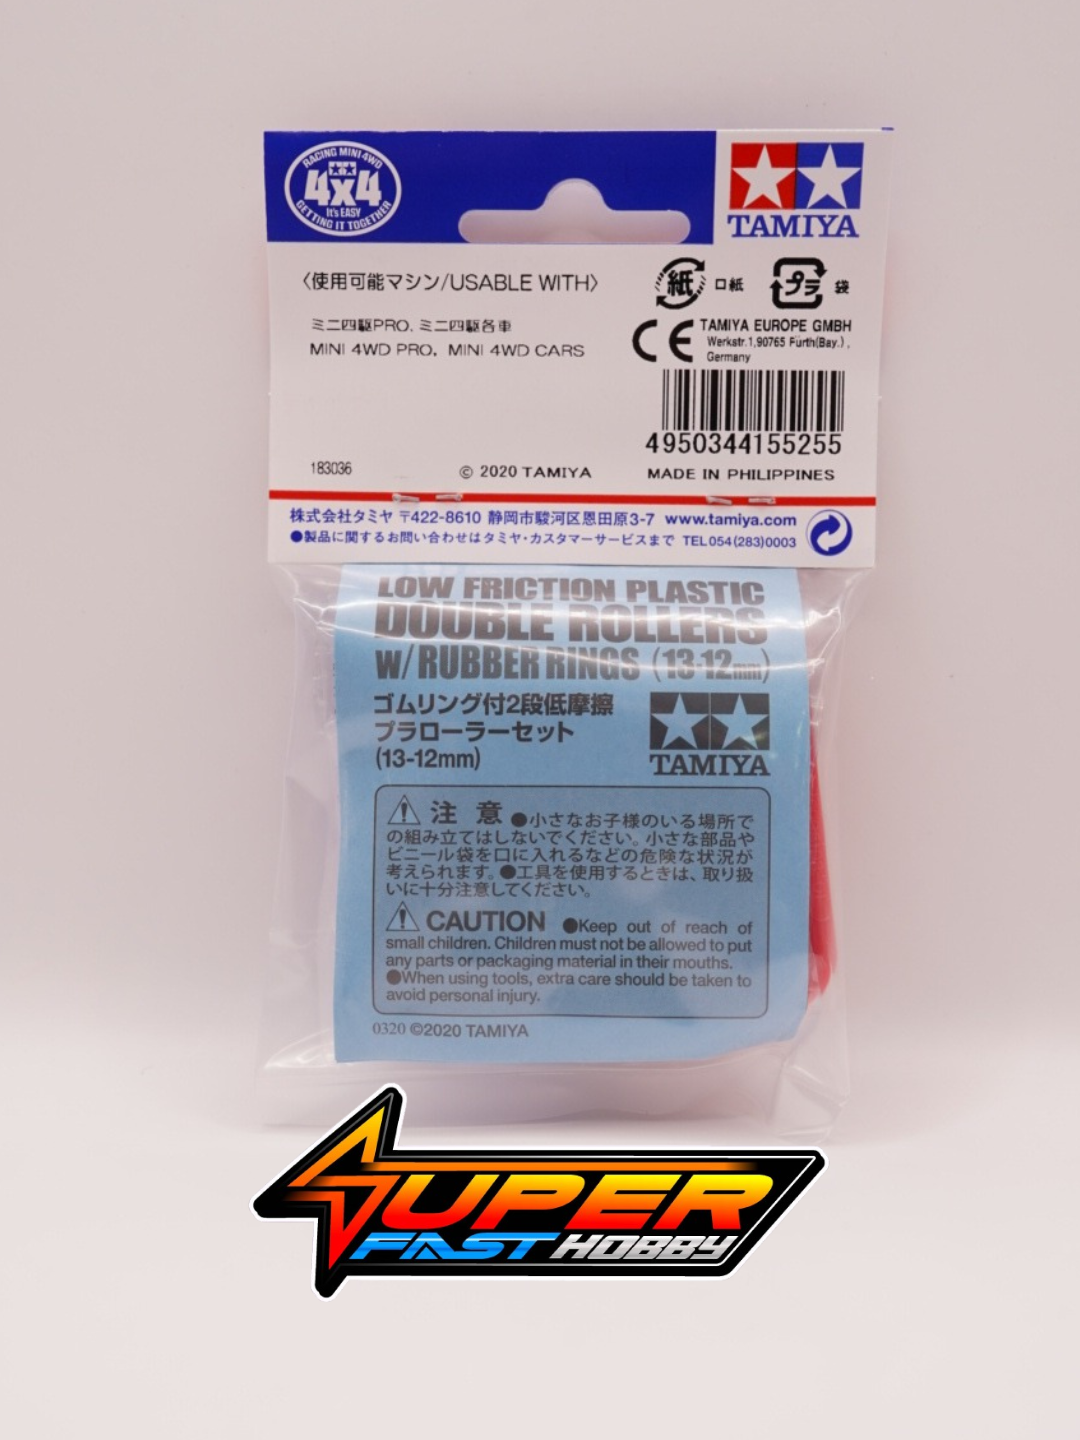 RACING MINI 4WD
4x4
It's EASY
GETTING IT TOGETHER
TAMIYA
〈使用可能マシン/USABLE WITH〉
ミニ四駆PRO、ミニ四駆各車
MINI 4WD PRO, MINI 4WD CARS
紙 口紙 プラ 袋
CE TAMIYA EUROPE GMBH
Werkstr.1,90765 Fürth(Bay.),
Germany
4950344155255
183036 © 2020 TAMIYA MADE IN PHILIPPINES
株式会社タミヤ 〒422-8610 静岡市駿河区恩田原3-7 www.tamiya.com
●製品に関するお問い合わせはタミヤ・カスタマーサービスまで TEL054(283)0003
LOW FRICTION PLASTIC
DOUBLE ROLLERS
w/RUBBER RINGS (13-12mm)
ゴムリング付2段低摩擦
プラローラーセット
(13-12mm)
TAMIYA
注意 ●小さなお子様のいる場所で
の組み立てはしないでください。小さな部品や
ビニール袋を口に入れるなどの危険な状況が
考えられます。●工具を使用するときは、取り扱
いに十分注意してください。
CAUTION ●Keep out of reach of
small children. Children must not be allowed to put
any parts or packaging material in their mouths.
●When using tools, extra care should be taken to
avoid personal injury.
0320 ©2020 TAMIYA
SUPER
FAST HOBBY